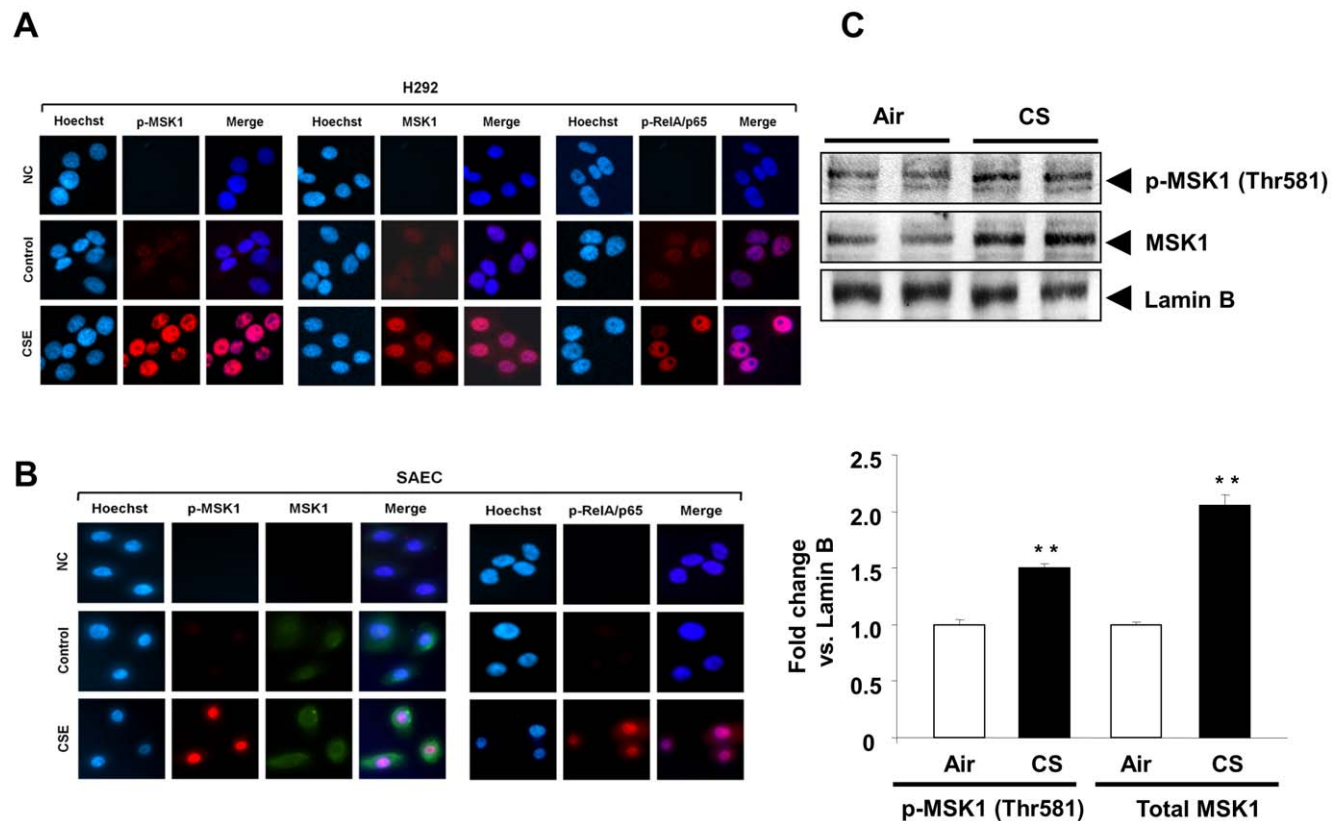 A
H292
Hoechst p-MSK1 Merge Hoechst MSK1 Merge Hoechst p-RelA/p65 Merge
NC
Control
CSE
B
SAEC
Hoechst p-MSK1 MSK1 Merge Hoechst p-RelA/p65 Merge
NC
Control
CSE
C
Air CS
p-MSK1 (Thr581)
MSK1
Lamin B
Fold change
vs. Lamin B
2.5
2.0
1.5
1.0
0.5
0
* *
* *
Air CS Air CS
p-MSK1 (Thr581) Total MSK1